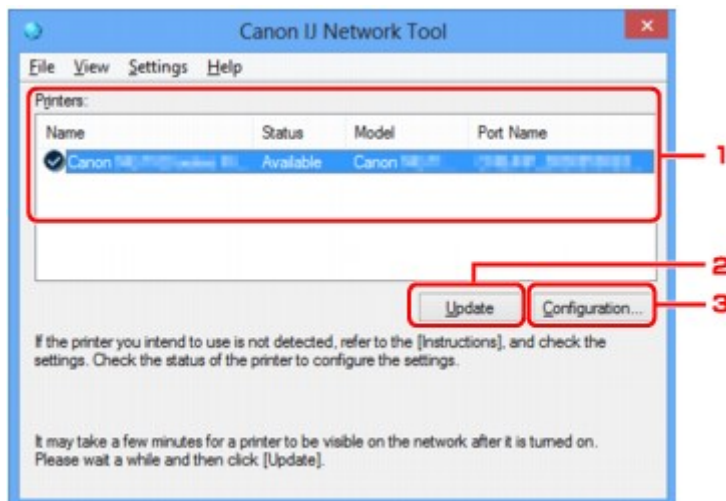 Canon IJ Network Tool
File View Settings Help
Printers:
Name Status Model Port Name
Canon Available Canon
1
2
Update Configuration...
3
If the printer you intend to use is not detected, refer to the [Instructions], and check the
settings. Check the status of the printer to configure the settings.
It may take a few minutes for a printer to be visible on the network after it is turned on.
Please wait a while and then click [Update].